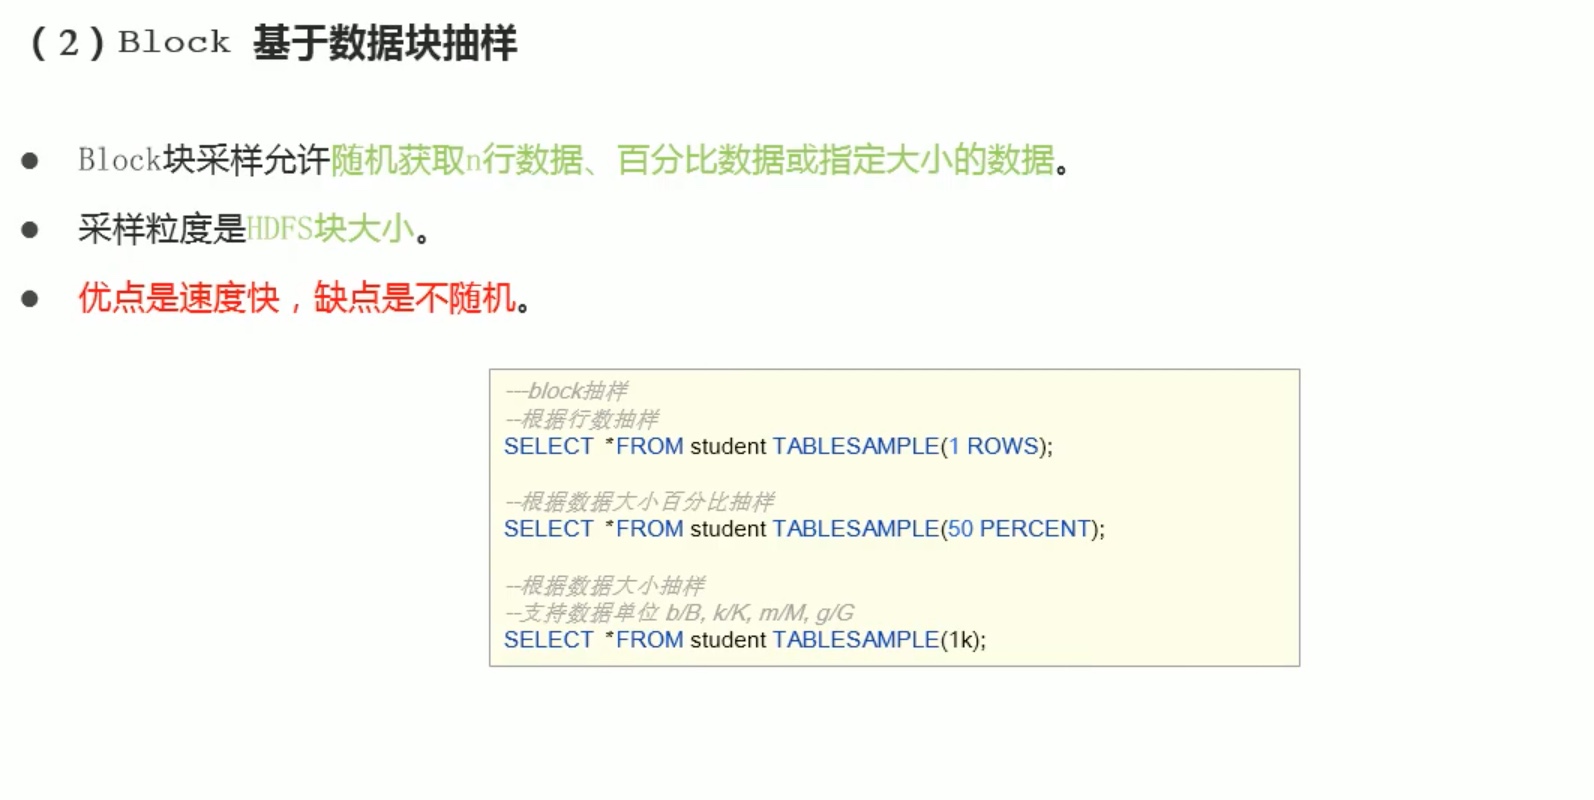 （2）Block 基于数据块抽样
● Block块采样允许随机获取n行数据、百分比数据或指定大小的数据。
● 采样粒度是HDFS块大小。
● 优点是速度快，缺点是不随机。
---block抽样
--根据行数抽样
SELECT *FROM student TABLESAMPLE(1 ROWS);
--根据数据大小百分比抽样
SELECT *FROM student TABLESAMPLE(50 PERCENT);
--根据数据大小抽样
--支持数据单位 b/B, k/K, m/M, g/G
SELECT *FROM student TABLESAMPLE(1k);